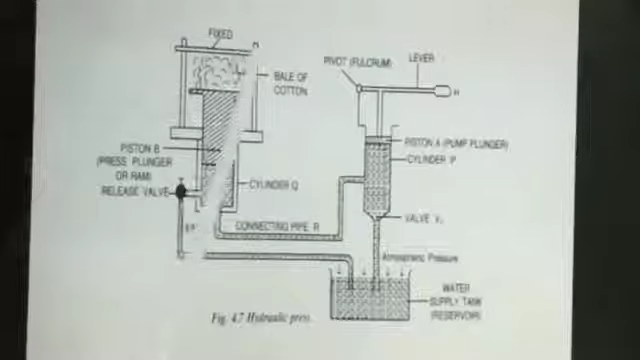 FIXED
LEVER
PIVOT (FULCRUM)
H
BALE OF
COTTON
PISTON B
(PRESS PLUNGER
OR RAM)
RELEASE VALVE
PISTON A (PUMP PLUNGER)
CYLINDER P
CYLINDER Q
CONNECTING PIPE R
VALVE V₁
Atmospheric Pressure
WATER
SUPPLY TANK
(RESERVOIR)
Fig. 4.7 Hydraulic press.